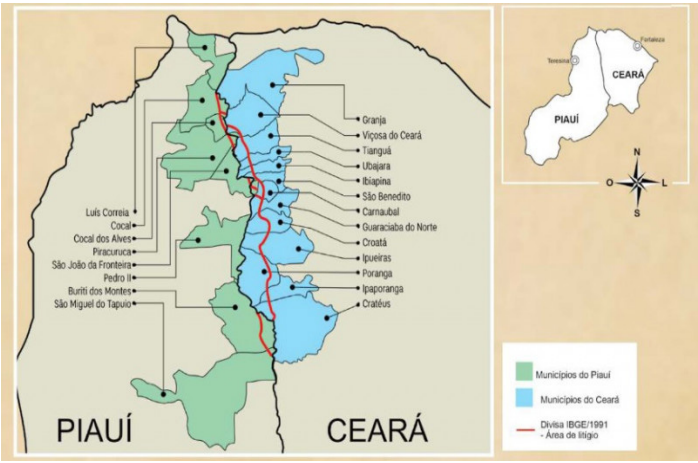 Luís Correia
Cocal
Cocal dos Alves
Piracuruca
São João da Fronteira
Pedro II
Buriti dos Montes
São Miguel do Tapuio
Granja
Viçosa do Ceará
Tianguá
Ubajara
Ibiapina
São Benedito
Carnaubal
Guaraciaba do Norte
Croatá
Ipueiras
Poranga
Ipaporanga
Cratéus
PIAUÍ
CEARÁ
Fortaleza
Teresina
CEARÁ
PIAUÍ
N
O
L
S
Municípios do Piauí
Municípios do Ceará
Divisa IBGE/1991
- Área de litígio